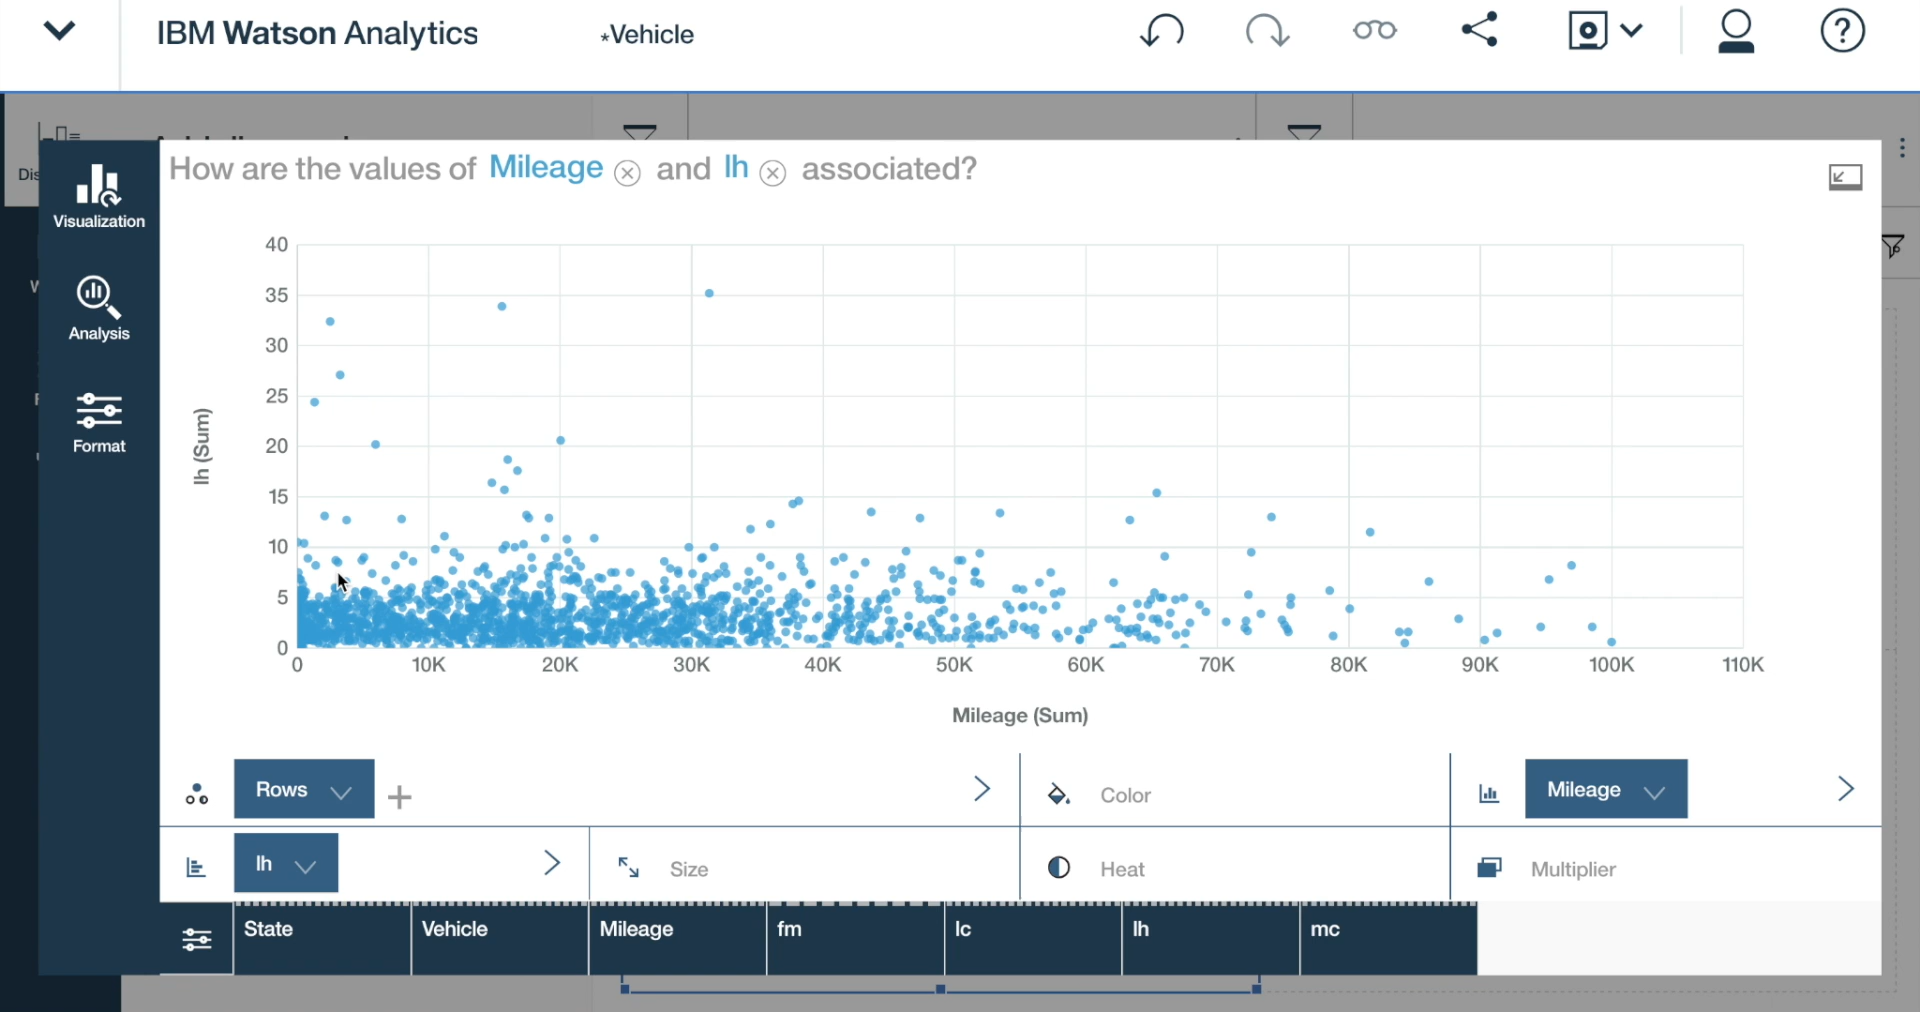 IBM Watson Analytics
*Vehicle
Dis
How are the values of Mileage and lh associated?
Visualization
Analysis
Format
40
35
30
25
20
15
10
5
0
lh (Sum)
0 10K 20K 30K 40K 50K 60K 70K 80K 90K 100K 110K
Mileage (Sum)
Rows
Color
Mileage
lh
Size
Heat
Multiplier
State Vehicle Mileage fm lc lh mc